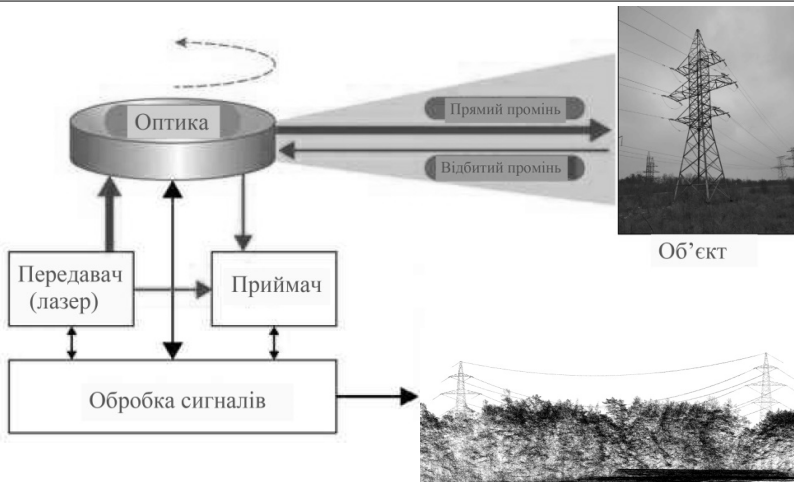 Оптика
Прямий промінь
Відбитий промінь
Об’єкт
Передавач
(лазер)
Приймач
Обробка сигналів